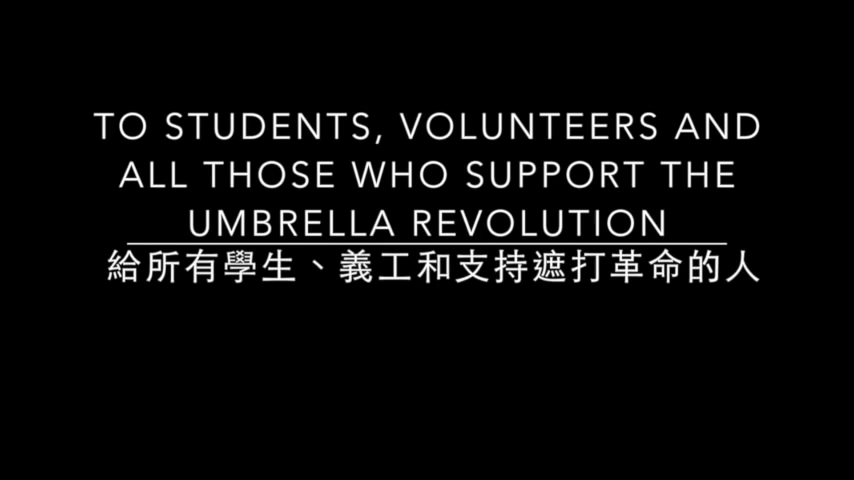 TO STUDENTS, VOLUNTEERS AND
ALL THOSE WHO SUPPORT THE
UMBRELLA REVOLUTION
給所有學生、義工和支持遮打革命的人